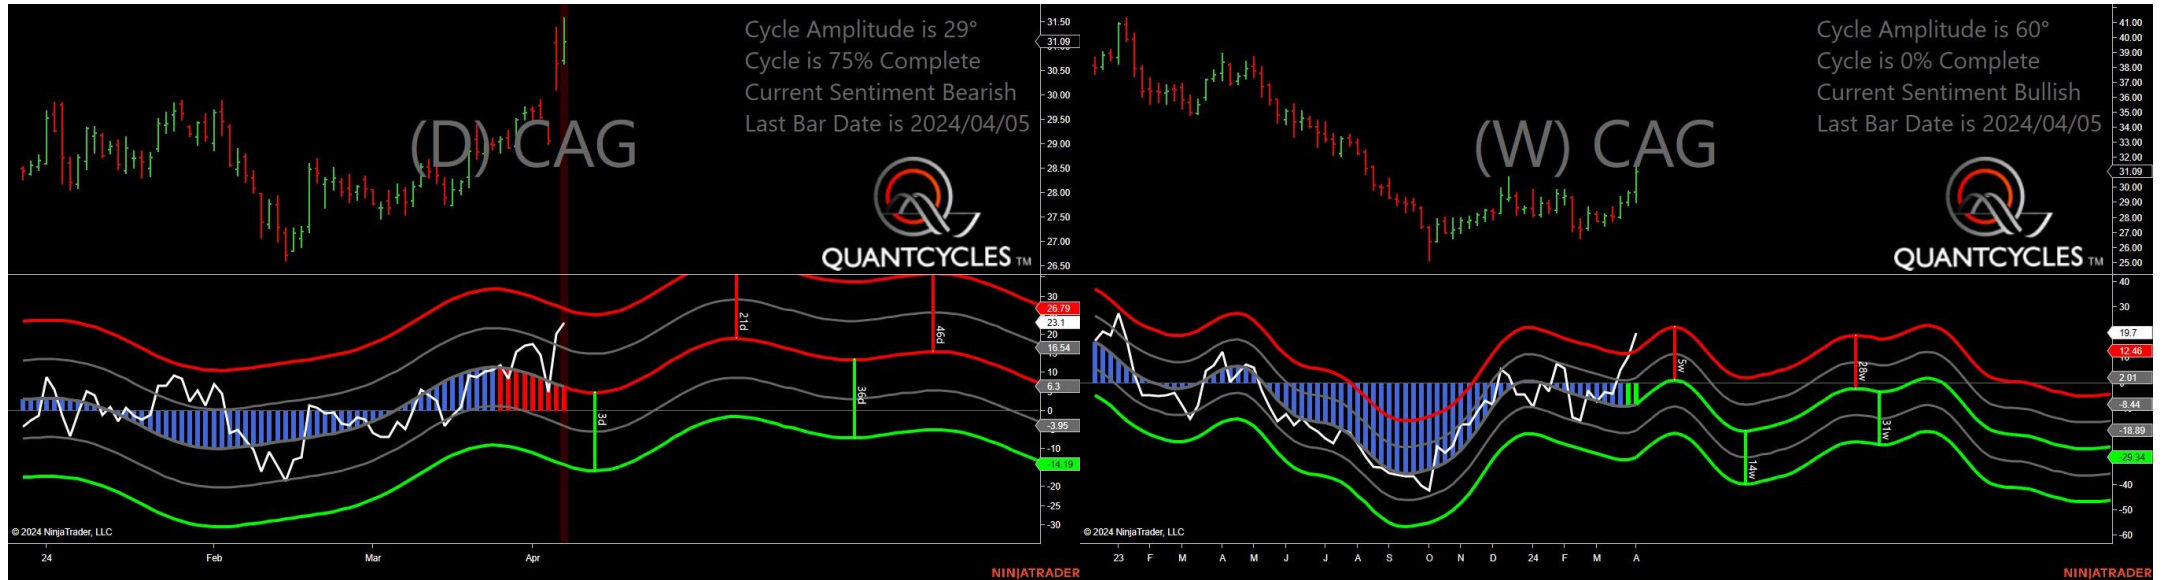 Cycle Amplitude is 29°
Cycle is 75% Complete
Current Sentiment Bearish
Last Bar Date is 2024/04/05
(D) CAG
QUANTCYCLES TM
31.50
31.09
30.50
30.00
29.50
29.00
28.50
28.00
27.50
27.00
26.50
30
26.79
23.1
20
16.54
10
6.3
0
-3.95
-10
-14.19
-20
-25
-30
3d
21d
36d
46d
© 2024 NinjaTrader, LLC
24 Feb Mar Apr
NINJATRADER
Cycle Amplitude is 60°
Cycle is 0% Complete
Current Sentiment Bullish
Last Bar Date is 2024/04/05
(W) CAG
QUANTCYCLES TM
41.00
40.00
39.00
38.00
37.00
36.00
35.00
34.00
33.00
32.00
31.09
30.00
29.00
28.00
27.00
26.00
25.00
40
30
19.7
12.46
2.01
-8.44
-18.89
-29.34
-40
-50
-60
5w
14w
28w
31w
© 2024 NinjaTrader, LLC
23 F M A M J J A S O N D 24 F M A
NINJATRADER